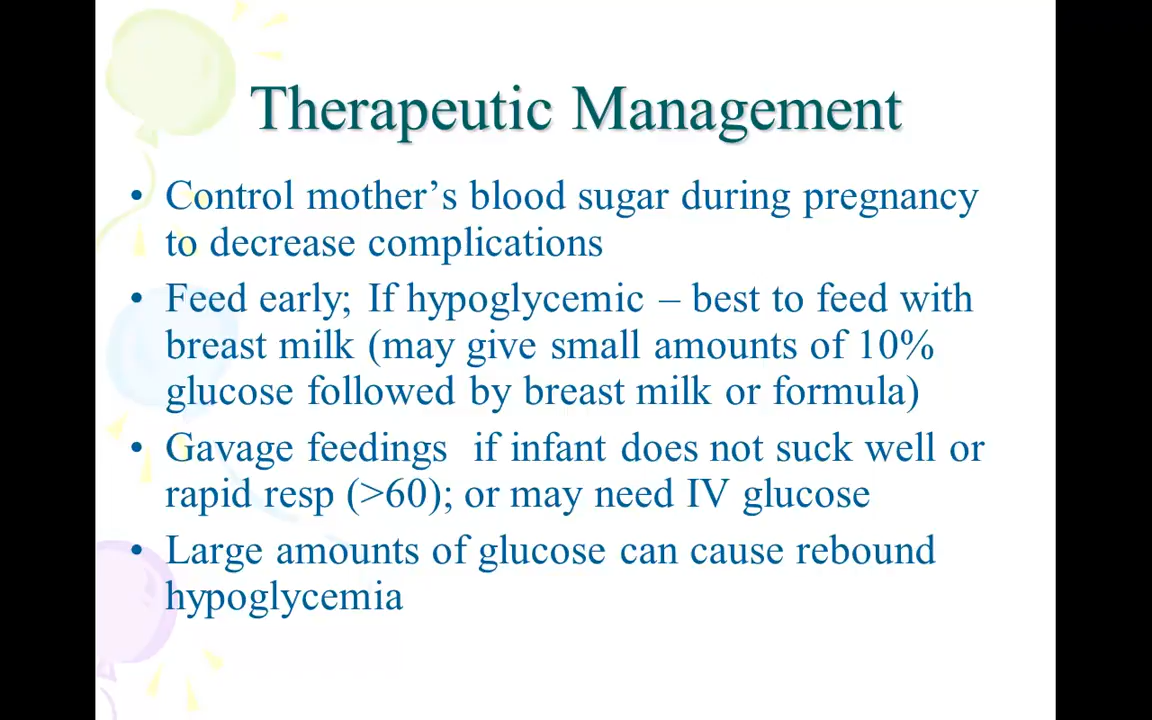 Therapeutic Management
• Control mother’s blood sugar during pregnancy
to decrease complications
• Feed early; If hypoglycemic – best to feed with
breast milk (may give small amounts of 10%
glucose followed by breast milk or formula)
• Gavage feedings  if infant does not suck well or
rapid resp (>60); or may need IV glucose
• Large amounts of glucose can cause rebound
hypoglycemia